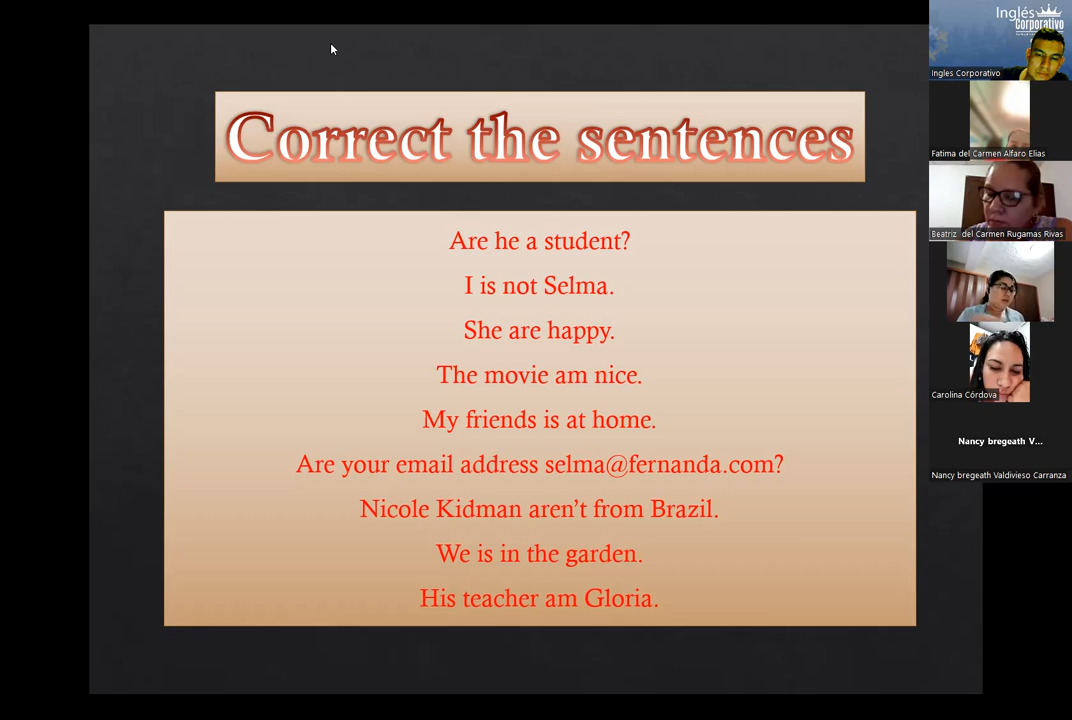 Correct the sentences
Are he a student?
I is not Selma.
She are happy.
The movie am nice.
My friends is at home.
Are your email address selma@fernanda.com?
Nicole Kidman aren't from Brazil.
We is in the garden.
His teacher am Gloria.
Inglés
Corporativo
Ingles Corporativo
Fatima del Carmen Alfaro Elias
Beatriz del Carmen Rugamas Rivas
Carolina Córdova
Nancy bregeath V...
Nancy bregeath Valdivieso Carranza